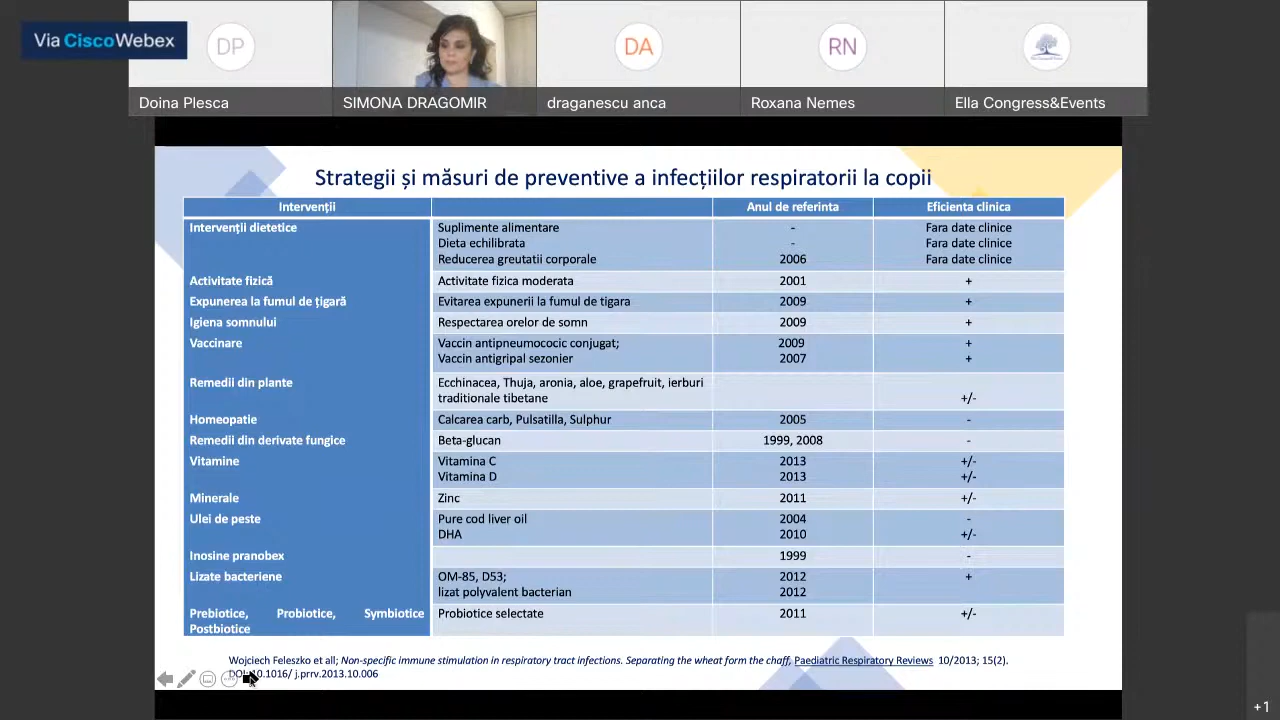 Via Cisco Webex
DP
DA
RN
Doina Plesca
SIMONA DRAGOMIR
draganescu anca
Roxana Nemes
Ella Congress&Events
Strategii și măsuri de preventive a infecțiilor respiratorii la copii
Intervenții Anul de referinta Eficienta clinica
Intervenții dietetice Suplimente alimentare - Fara date clinice
Dieta echilibrata - Fara date clinice
Reducerea greutatii corporale 2006 Fara date clinice
Activitate fizică Activitate fizica moderata 2001 +
Expunerea la fumul de țigară Evitarea expunerii la fumul de tigara 2009 +
Igiena somnului Respectarea orelor de somn 2009 +
Vaccinare Vaccin antipneumococic conjugat; 2009 +
Vaccin antigripal sezonier 2007 +
Remedii din plante Ecchinacea, Thuja, aronia, aloe, grapefruit, ierburi
traditionale tibetane +/-
Homeopatie Calcarea carb, Pulsatilla, Sulphur 2005 -
Remedii din derivate fungice Beta-glucan 1999, 2008 -
Vitamine Vitamina C 2013 +/-
Vitamina D 2013 +/-
Minerale Zinc 2011 +/-
Ulei de peste Pure cod liver oil 2004 -
DHA 2010 +/-
Inosine pranobex 1999 -
Lizate bacteriene OM-85, D53; 2012 +
lizat polyvalent bacterian 2012
Prebiotice, Probiotice, Symbiotice Probiotice selectate 2011 +/-
Postbiotice
Wojciech Feleszko et all; Non-specific immune stimulation in respiratory tract infections. Separating the wheat form the chaff, Paediatric Respiratory Reviews 10/2013; 15(2).
DOI: 10.1016/ j.prrv.2013.10.006
+1